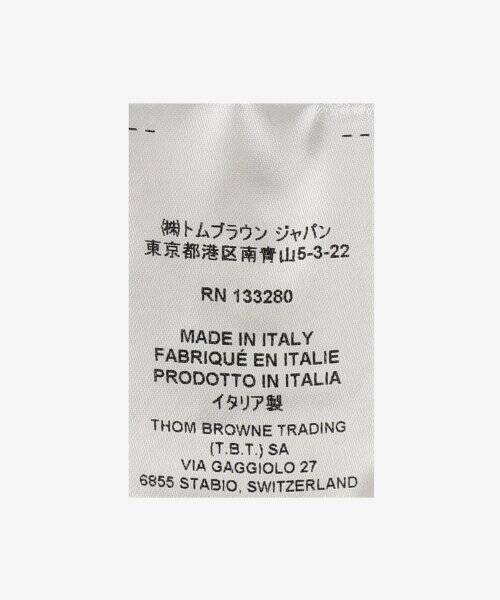 ㈱トムブラウン ジャパン
東京都港区南青山5-3-22
RN 133280
MADE IN ITALY
FABRIQUÉ EN ITALIE
PRODOTTO IN ITALIA
イタリア製
THOM BROWNE TRADING
(T.B.T.) SA
VIA GAGGIOLO 27
6855 STABIO, SWITZERLAND